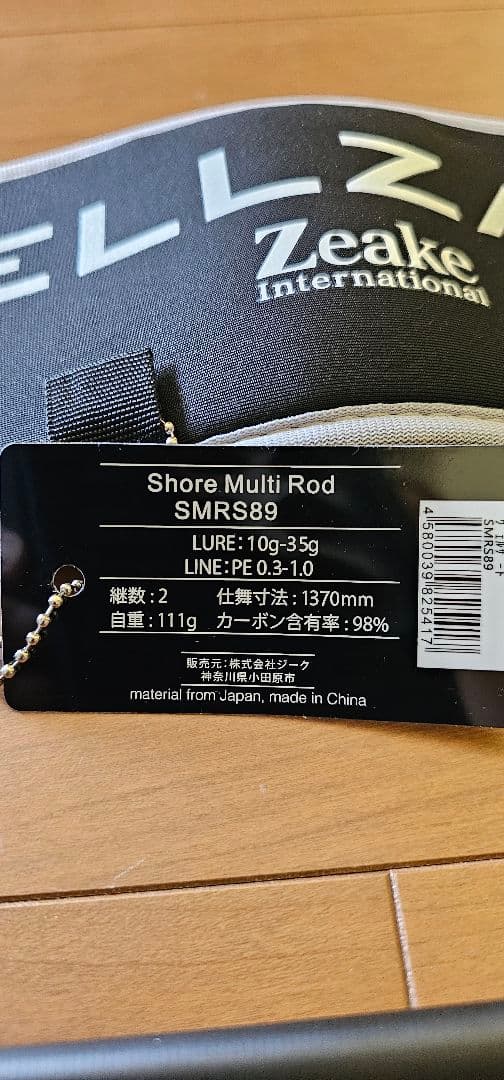 ELLZ
Zeake
International
Shore Multi Rod
SMRS89
LURE:10g-35g
LINE:PE 0.3-1.0
継数:2 仕舞寸法:1370mm
自重:111g カーボン含有率:98%
販売元:株式会社ジーク
神奈川県小田原市
material from Japan, made in China
SMRS89
4580039825417